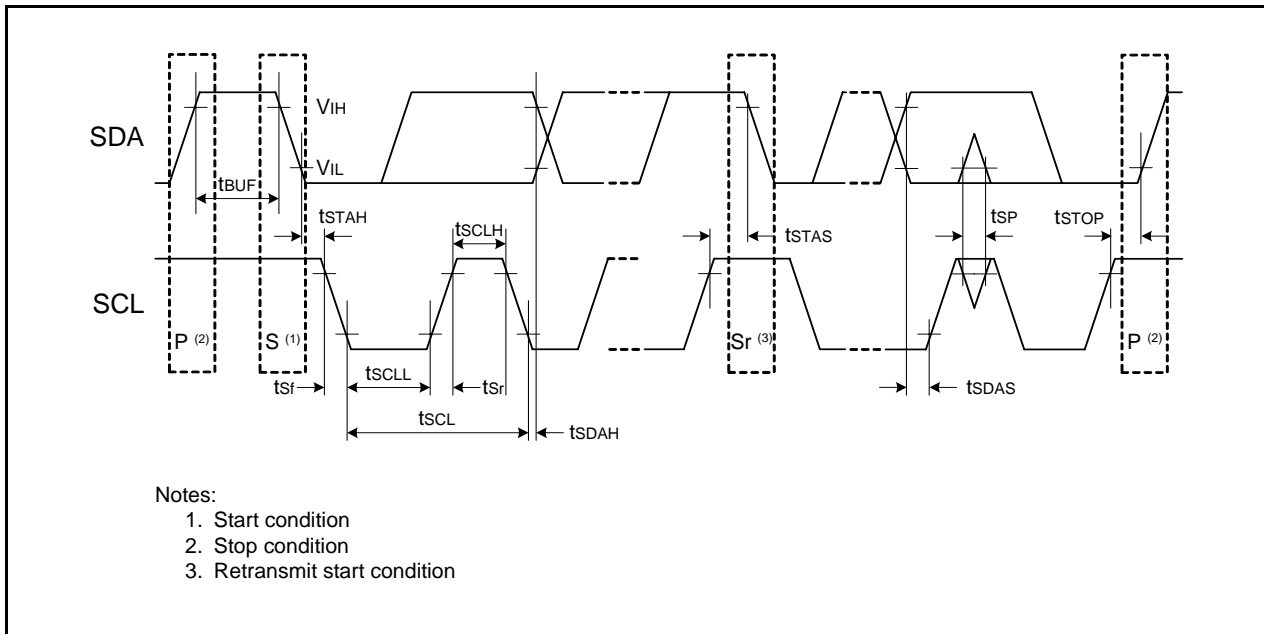 VIH
SDA
VIL
tBUF
tSTAH
tSCLH
tSTAS
tSP
tSTOP
SCL
P (2)
S (1)
Sr (3)
P (2)
tSf
tSCLL
tSr
tSDAS
tSCL
tSDAH
Notes:
1. Start condition
2. Stop condition
3. Retransmit start condition